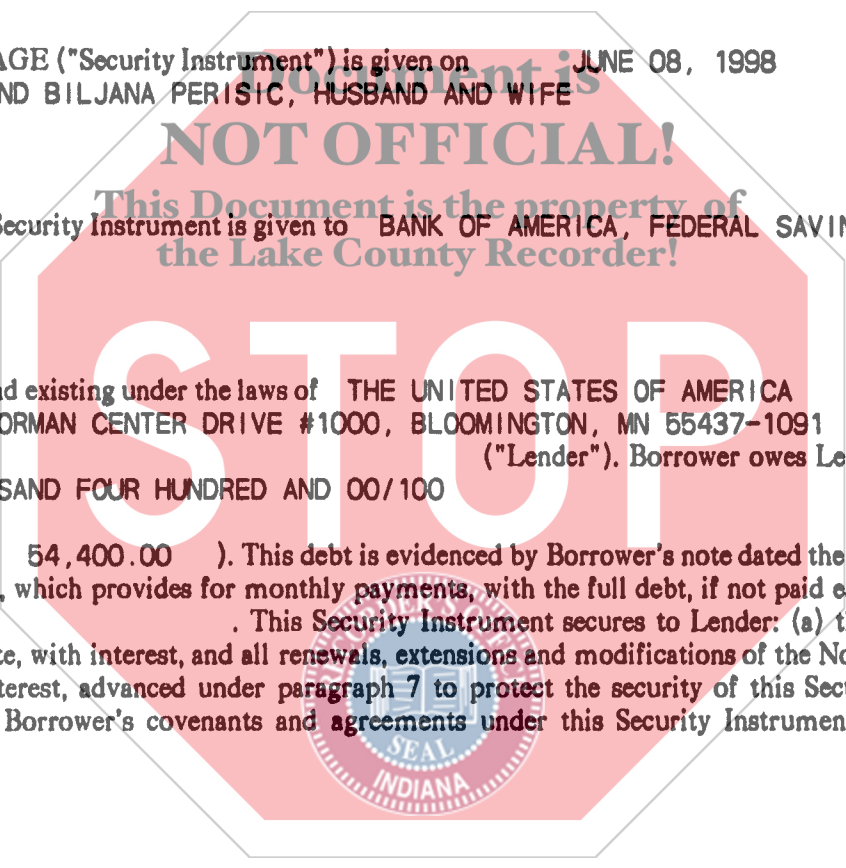 AGE ("Security Instrument") is given on JUNE 08, 1998
ND BILJANA PERISIC, HUSBAND AND WIFE
Document is
NOT OFFICIAL!
This Document is the property of
the Lake County Recorder!
Security Instrument is given to BANK OF AMERICA, FEDERAL SAVIN
STOP
d existing under the laws of THE UNITED STATES OF AMERICA
ORMAN CENTER DRIVE #1000, BLOOMINGTON, MN 55437-1091
("Lender"). Borrower owes Le
SAND FOUR HUNDRED AND 00/100
54,400.00 ). This debt is evidenced by Borrower's note dated the
, which provides for monthly payments, with the full debt, if not paid e
. This Security Instrument secures to Lender: (a) t
te, with interest, and all renewals, extensions and modifications of the No
terest, advanced under paragraph 7 to protect the security of this Sect
Borrower's covenants and agreements under this Security Instrumen
RECORDER'S OFFICE
SEAL
INDIANA